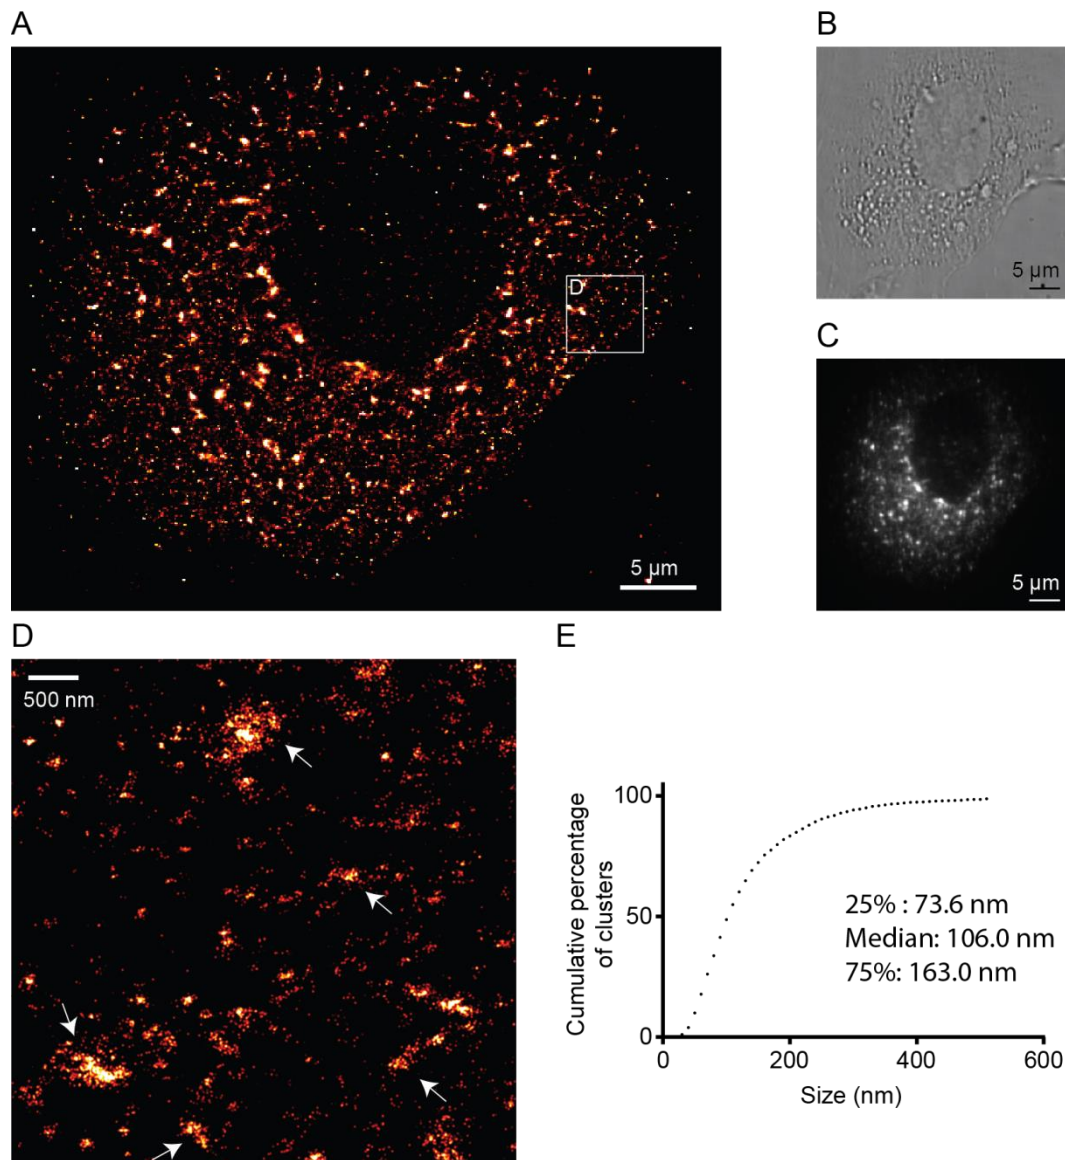 A
B
D
5 µm
5 µm
C
5 µm
D
E
500 nm
100
50
0
Cumulative percentage
of clusters
25% : 73.6 nm
Median: 106.0 nm
75%: 163.0 nm
0
200
400
600
Size (nm)